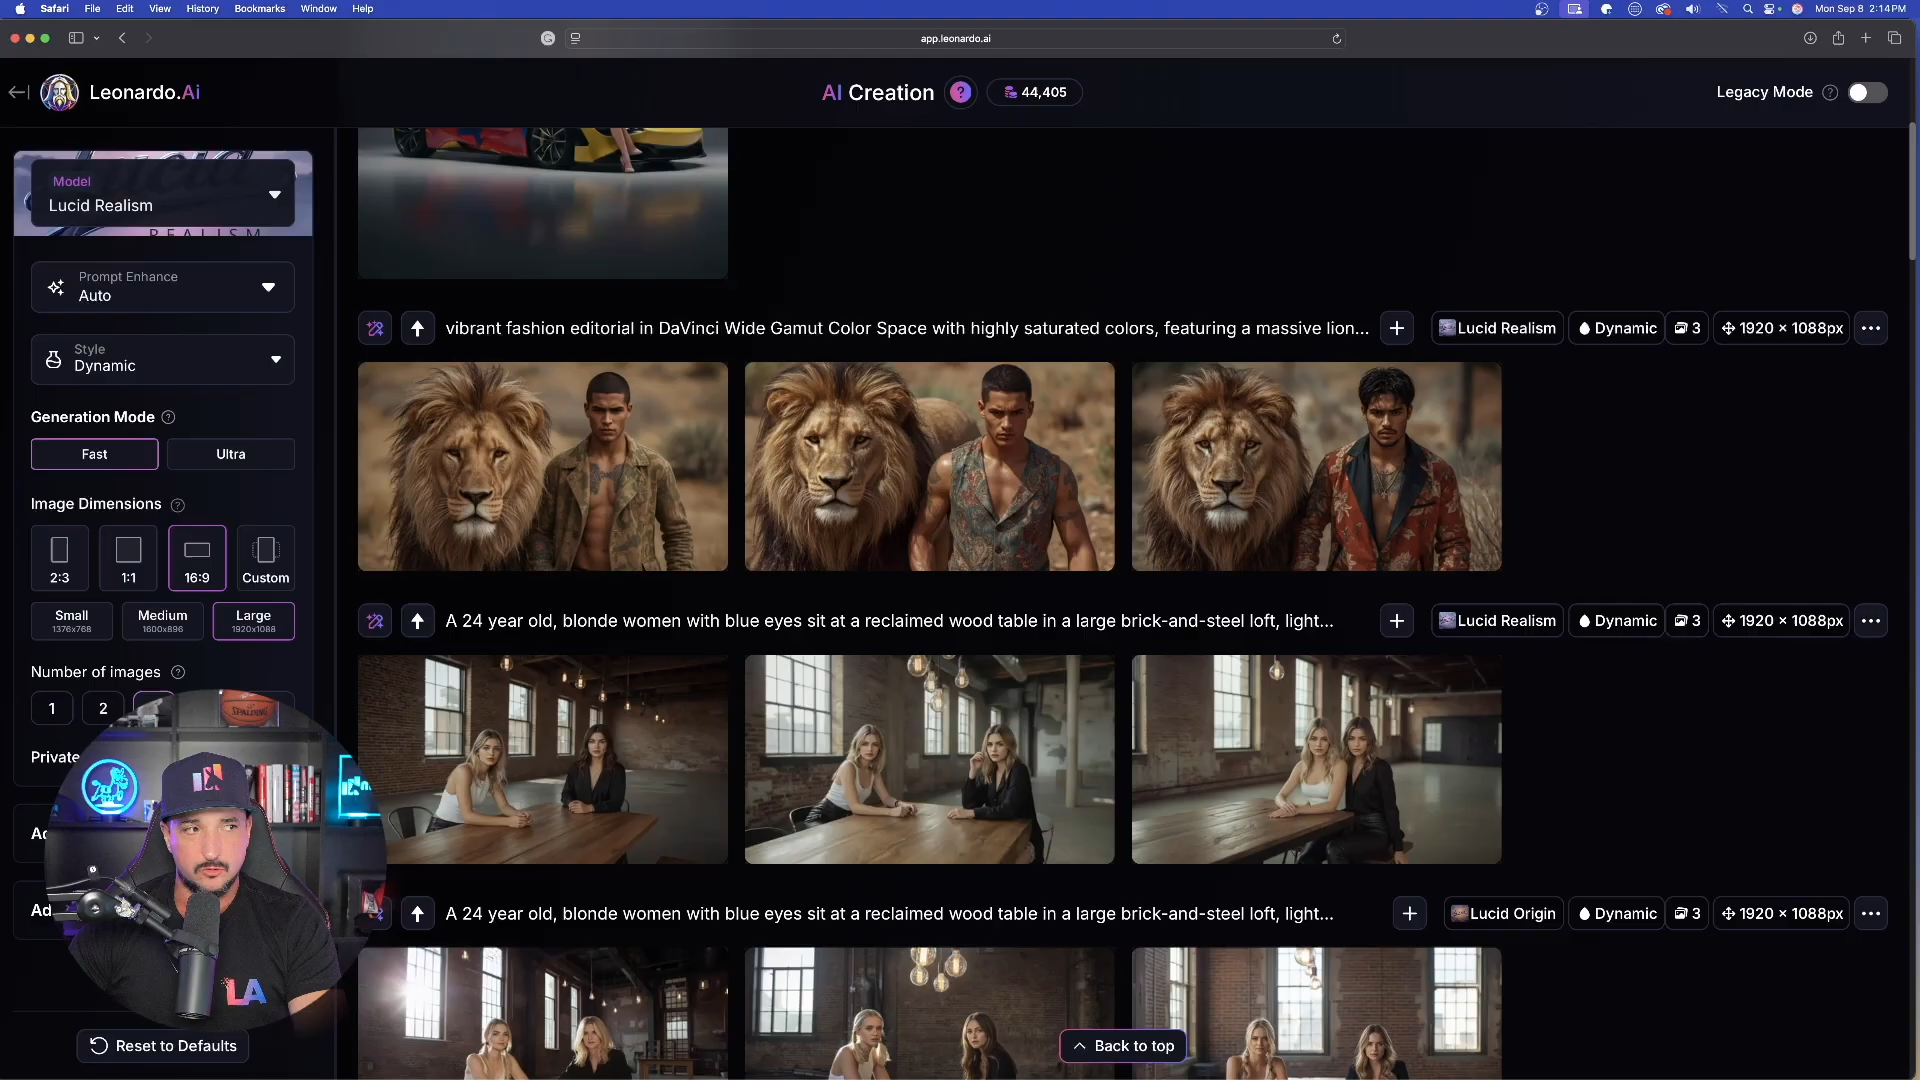 Safari File Edit View History Bookmarks Window Help
Mon Sep 8 2:14 PM
app.leonardo.ai
Leonardo.Ai
AI Creation ? 44,405
Legacy Mode ?
Model
Lucid Realism
REALISM
Prompt Enhance
Auto
Style
Dynamic
Generation Mode ?
Fast Ultra
Image Dimensions ?
2:3 1:1 16:9 Custom
Small Medium Large
1376x768 1600x896 1920x1088
Number of images ?
1 2
Private
Ad
Ad
Reset to Defaults
vibrant fashion editorial in DaVinci Wide Gamut Color Space with highly saturated colors, featuring a massive lion...
Lucid Realism Dynamic 3 1920 × 1088px
A 24 year old, blonde women with blue eyes sit at a reclaimed wood table in a large brick-and-steel loft, light...
Lucid Realism Dynamic 3 1920 × 1088px
A 24 year old, blonde women with blue eyes sit at a reclaimed wood table in a large brick-and-steel loft, light...
Lucid Origin Dynamic 3 1920 × 1088px
Back to top
SPALDING
LA